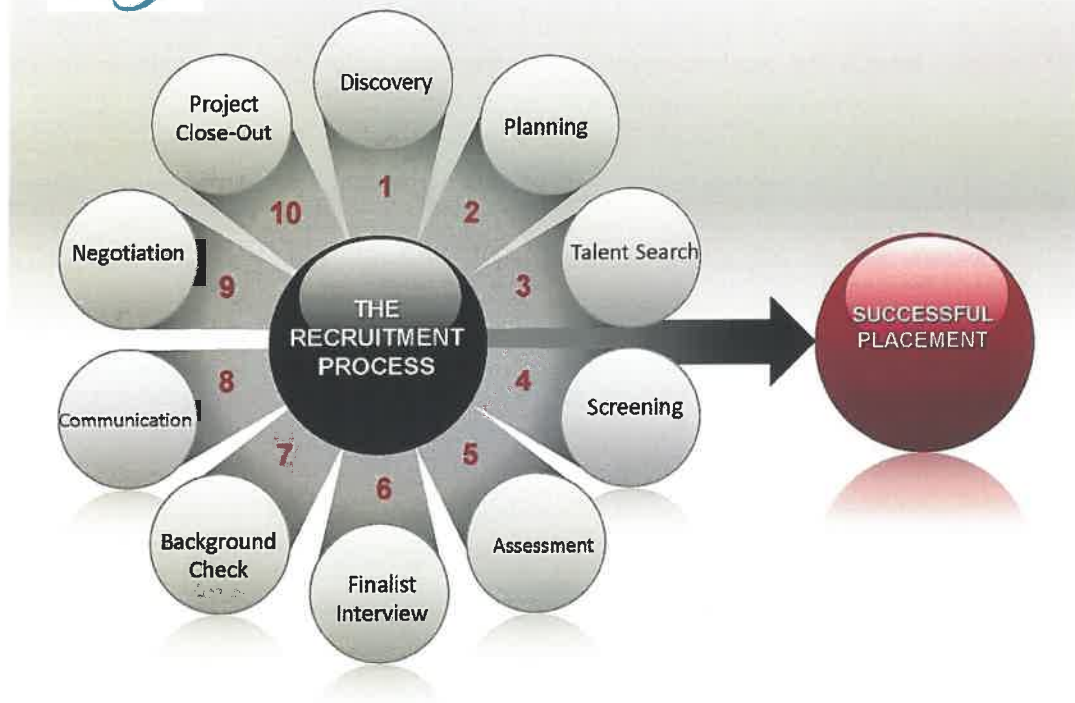 Discovery
1
Planning
2
Talent Search
3
Screening
4
Assessment
5
Finalist
Interview
6
Background
Check
7
Communication
8
Negotiation
9
Project
Close-Out
10
THE
RECRUITMENT
PROCESS
SUCCESSFUL
PLACEMENT